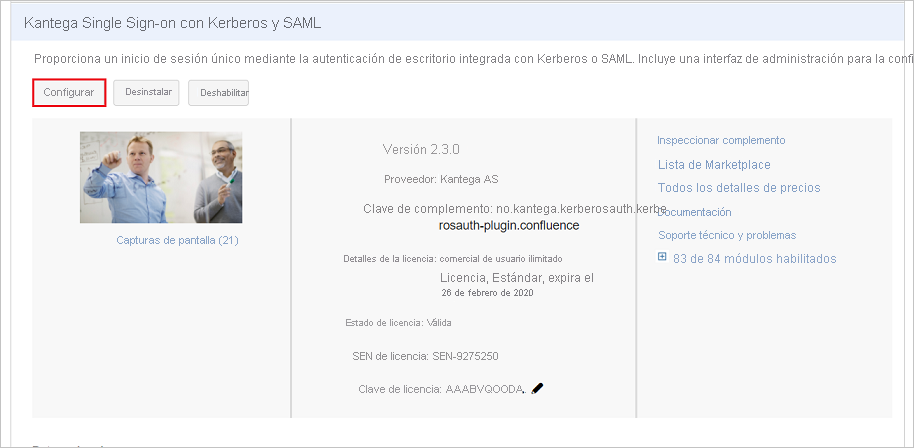 Kantega Single Sign-on con Kerberos y SAML
Proporciona un inicio de sesión único mediante la autenticación de escritorio integrada con Kerberos o SAML. Incluye una interfaz de administración para la confi
Configurar
Desinstalar
Deshabilitar
Capturas de pantalla (21)
Versión 2.3.0
Proveedor: Kantega AS
Clave de complemento: no.kantega.kerberosauth.kerbe
rosauth-plugin.confluence
Detalles de la licencia: comercial de usuario ilimitado
Licencia, Estándar, expira el
26 de febrero de 2020
Estado de licencia: Válida
SEN de licencia: SEN-9275250
Clave de licencia: AAABVQOODA..
Inspeccionar complemento
Lista de Marketplace
Todos los detalles de precios
Documentación
Soporte técnico y problemas
83 de 84 módulos habilitados